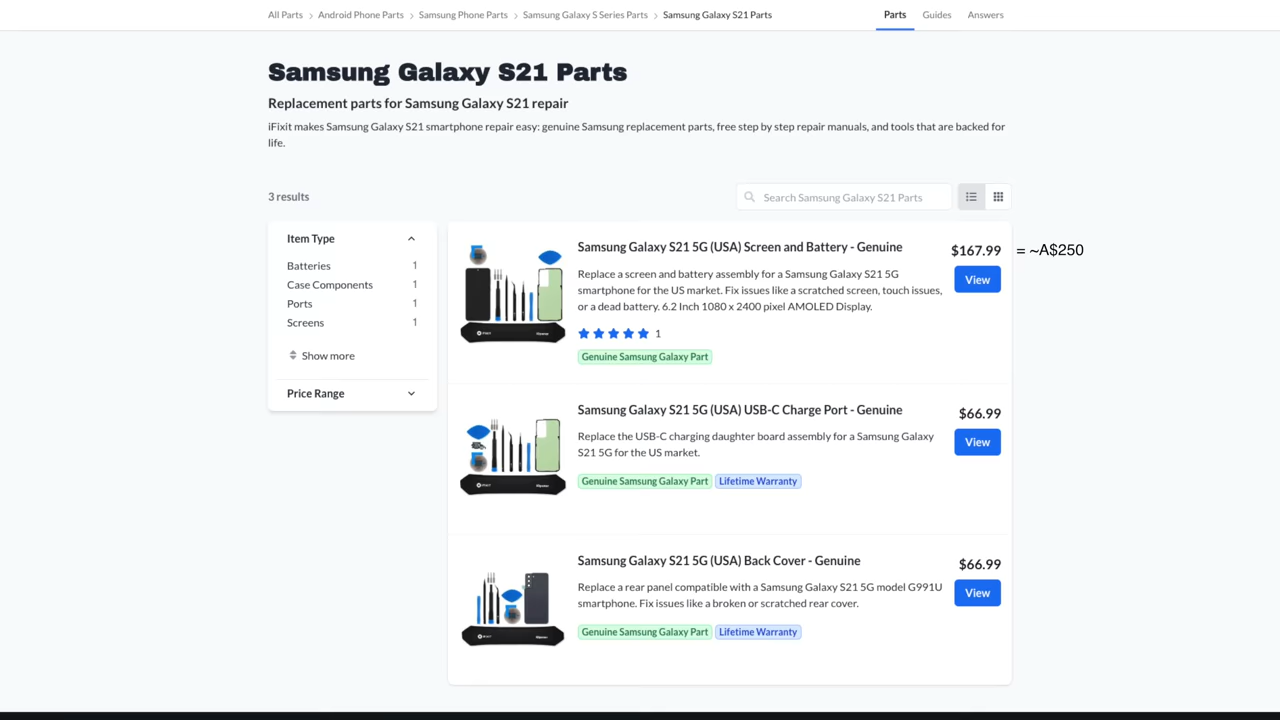 All Parts > Android Phone Parts > Samsung Phone Parts > Samsung Galaxy S Series Parts > Samsung Galaxy S21 Parts
Parts Guides Answers
Samsung Galaxy S21 Parts
Replacement parts for Samsung Galaxy S21 repair
iFixit makes Samsung Galaxy S21 smartphone repair easy: genuine Samsung replacement parts, free step by step repair manuals, and tools that are backed for
life.
3 results
Search Samsung Galaxy S21 Parts
Item Type
Batteries 1
Case Components 1
Ports 1
Screens 1
Show more
Price Range
Samsung Galaxy S21 5G (USA) Screen and Battery - Genuine
$167.99 = ~A$250
Replace a screen and battery assembly for a Samsung Galaxy S21 5G
smartphone for the US market. Fix issues like a scratched screen, touch issues,
or a dead battery. 6.2 Inch 1080 x 2400 pixel AMOLED Display.
View
1
Genuine Samsung Galaxy Part
Samsung Galaxy S21 5G (USA) USB-C Charge Port - Genuine
$66.99
Replace the USB-C charging daughter board assembly for a Samsung Galaxy
S21 5G for the US market.
View
Genuine Samsung Galaxy Part Lifetime Warranty
Samsung Galaxy S21 5G (USA) Back Cover - Genuine
$66.99
Replace a rear panel compatible with a Samsung Galaxy S21 5G model G991U
smartphone. Fix issues like a broken or scratched rear cover.
View
Genuine Samsung Galaxy Part Lifetime Warranty